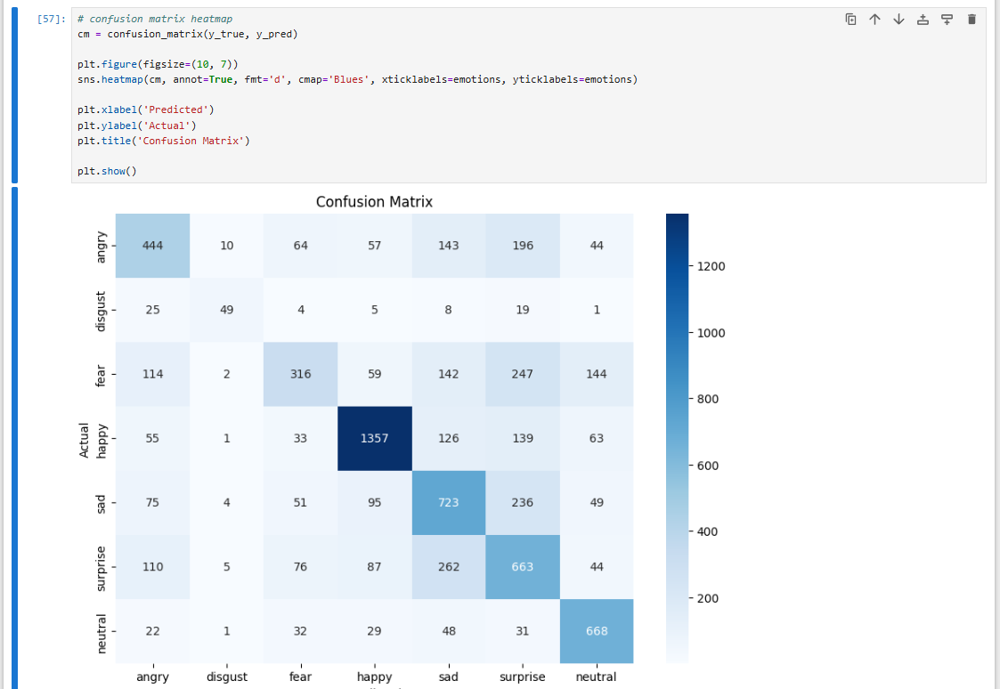 [57]:
# confusion matrix heatmap
cm = confusion_matrix(y_true, y_pred)
plt.figure(figsize=(10, 7))
sns.heatmap(cm, annot=True, fmt='d', cmap='Blues', xticklabels=emotions, yticklabels=emotions)
plt.xlabel('Predicted')
plt.ylabel('Actual')
plt.title('Confusion Matrix')
plt.show()
Confusion Matrix
Actual
angry 444 10 64 57 143 196 44
disgust 25 49 4 5 8 19 1
fear 114 2 316 59 142 247 144
happy 55 1 33 1357 126 139 63
sad 75 4 51 95 723 236 49
surprise 110 5 76 87 262 663 44
neutral 22 1 32 29 48 31 668
angry disgust fear happy sad surprise neutral
1200
1000
800
600
400
200